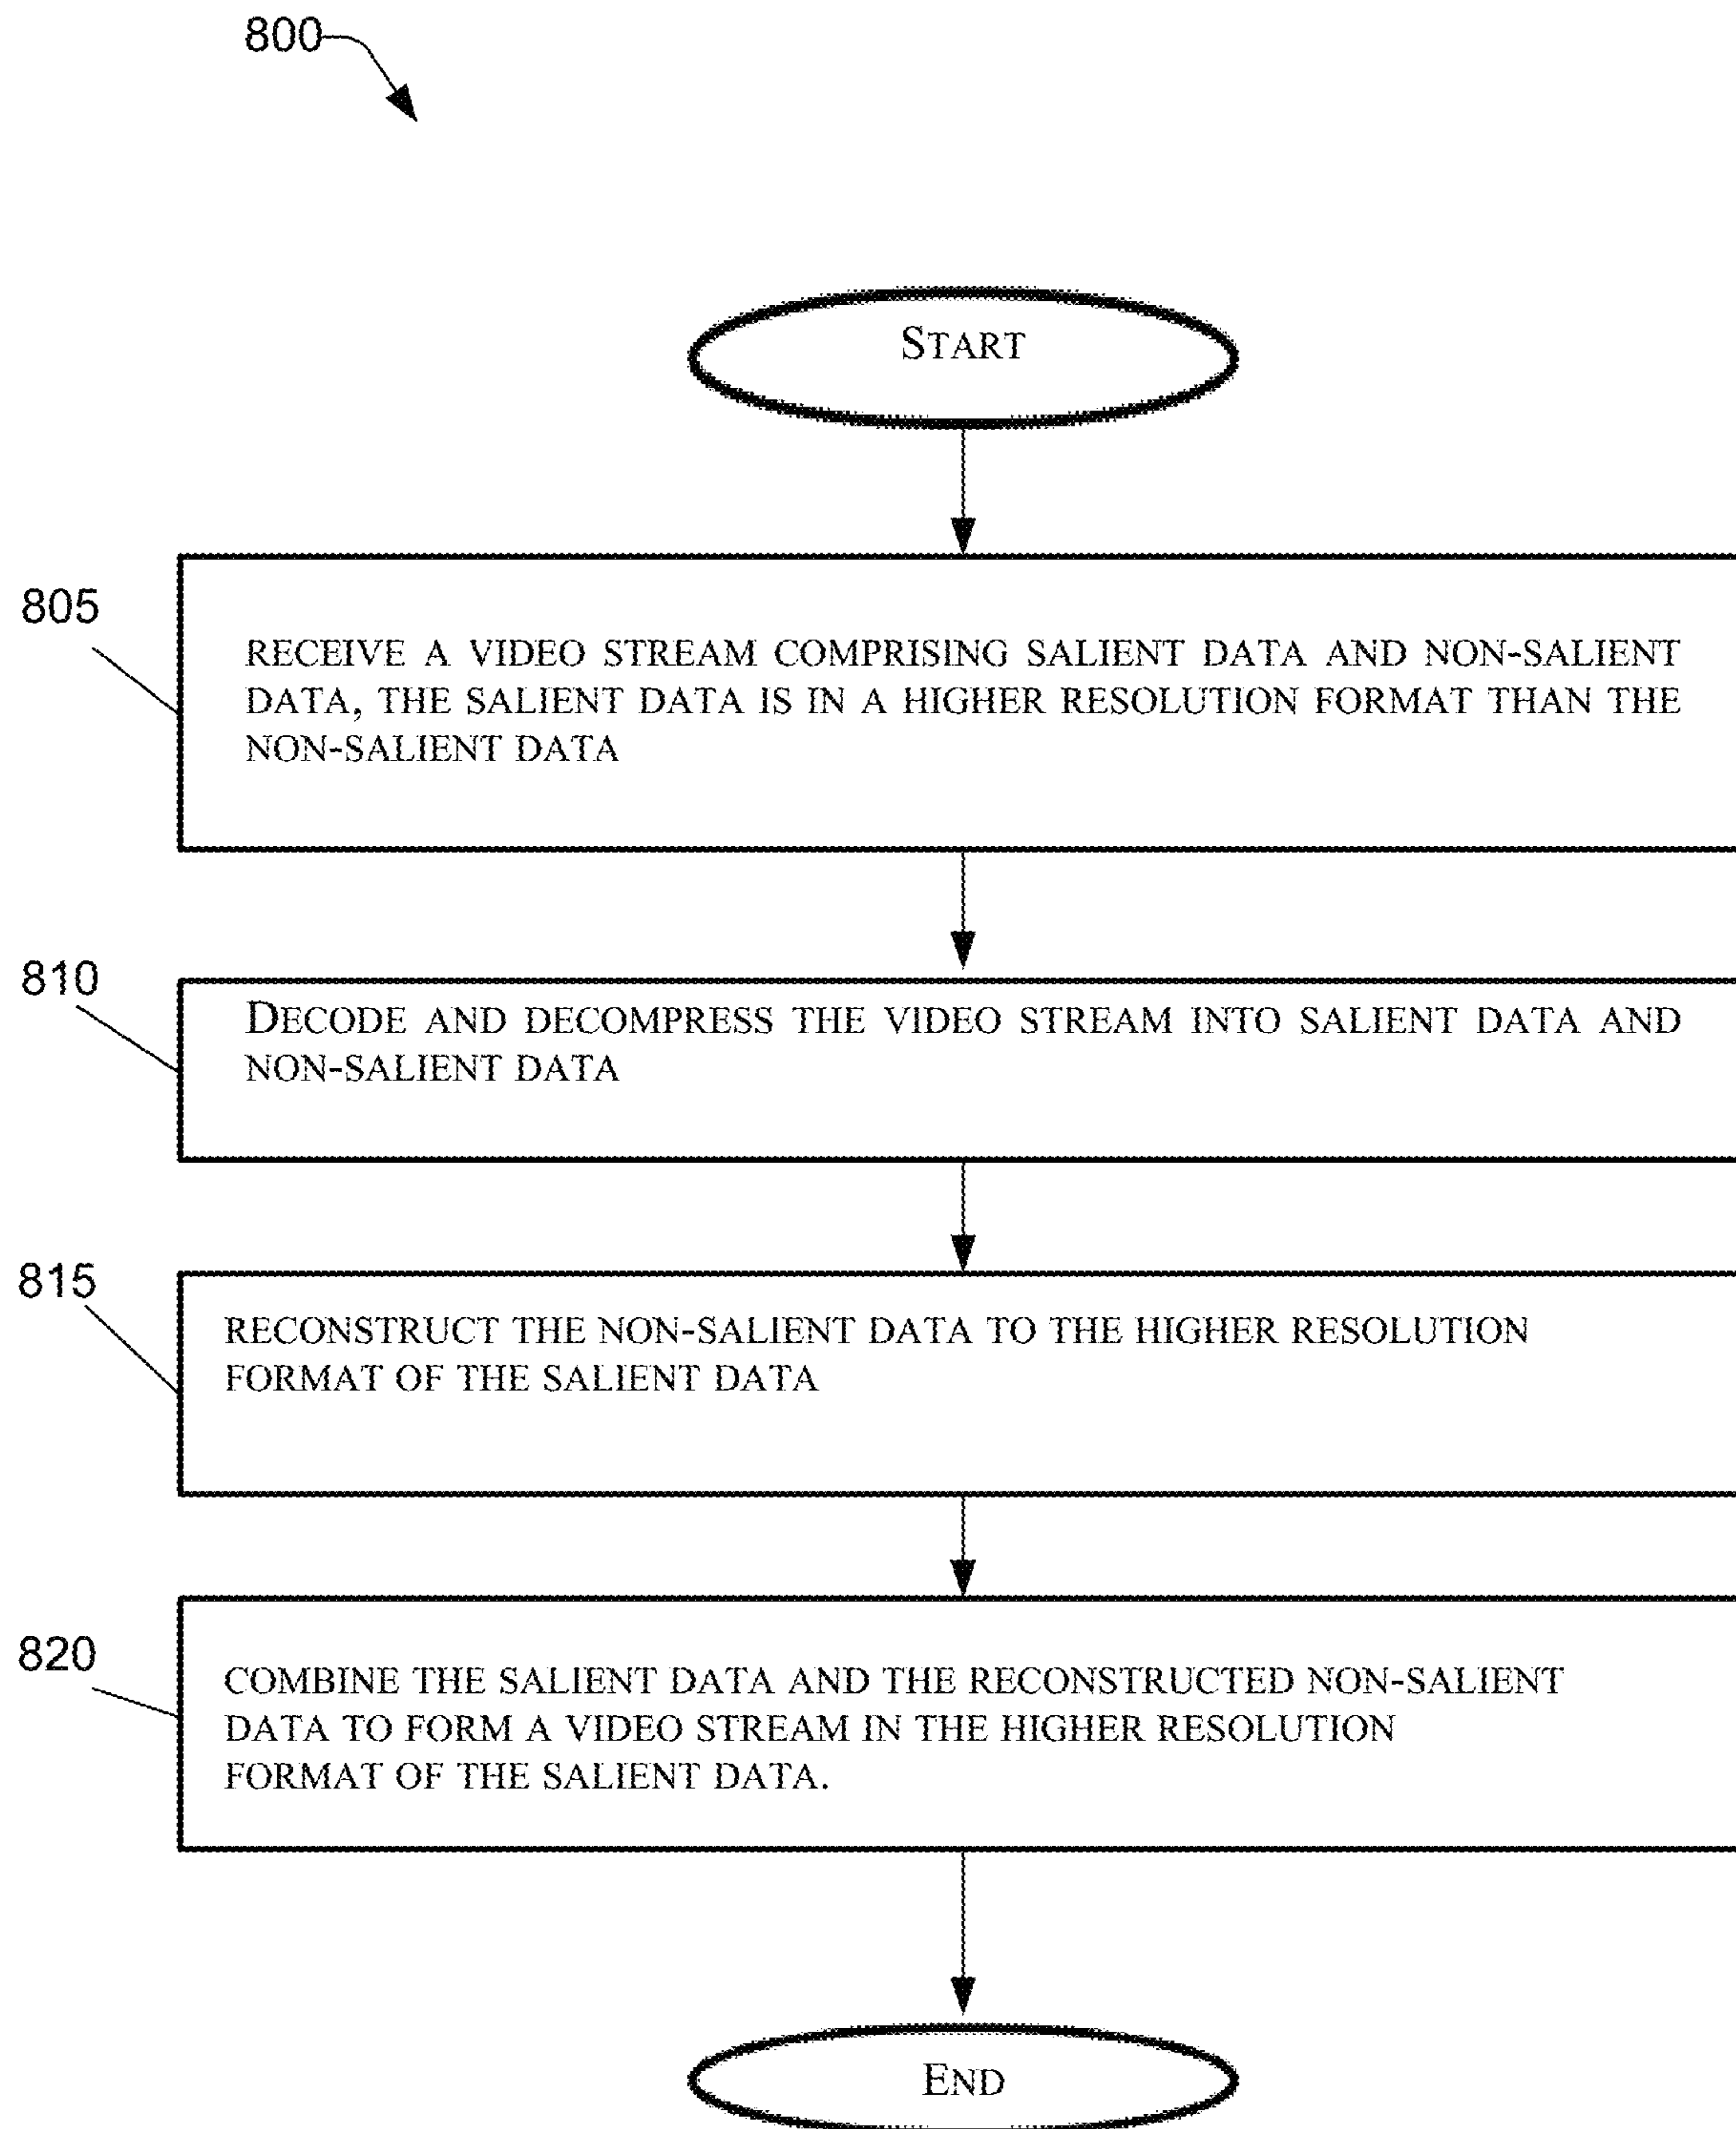 800
START
805
RECEIVE A VIDEO STREAM COMPRISING SALIENT DATA AND NON-SALIENT
DATA, THE SALIENT DATA IS IN A HIGHER RESOLUTION FORMAT THAN THE
NON-SALIENT DATA
810
DECODE AND DECOMPRESS THE VIDEO STREAM INTO SALIENT DATA AND
NON-SALIENT DATA
815
RECONSTRUCT THE NON-SALIENT DATA TO THE HIGHER RESOLUTION
FORMAT OF THE SALIENT DATA
820
COMBINE THE SALIENT DATA AND THE RECONSTRUCTED NON-SALIENT
DATA TO FORM A VIDEO STREAM IN THE HIGHER RESOLUTION
FORMAT OF THE SALIENT DATA.
END